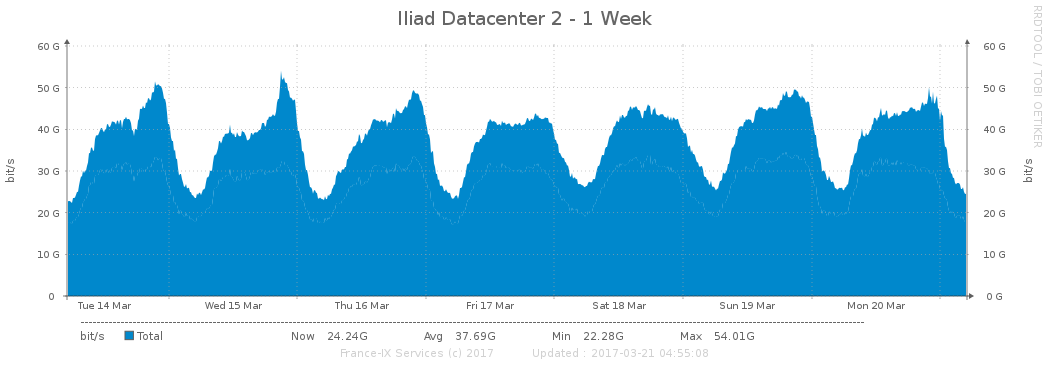 Iliad Datacenter 2 - 1 Week
RRDTOOL / TOBI OETIKER
60 G 60 G
50 G 50 G
40 G 40 G
30 G 30 G
20 G 20 G
10 G 10 G
0 0 G
bit/s
bit/s
Tue 14 Mar Wed 15 Mar Thu 16 Mar Fri 17 Mar Sat 18 Mar Sun 19 Mar Mon 20 Mar
bit/s Total Now 24.24G Avg 37.69G Min 22.28G Max 54.01G
France-IX Services (c) 2017 Updated : 2017-03-21 04:55:08